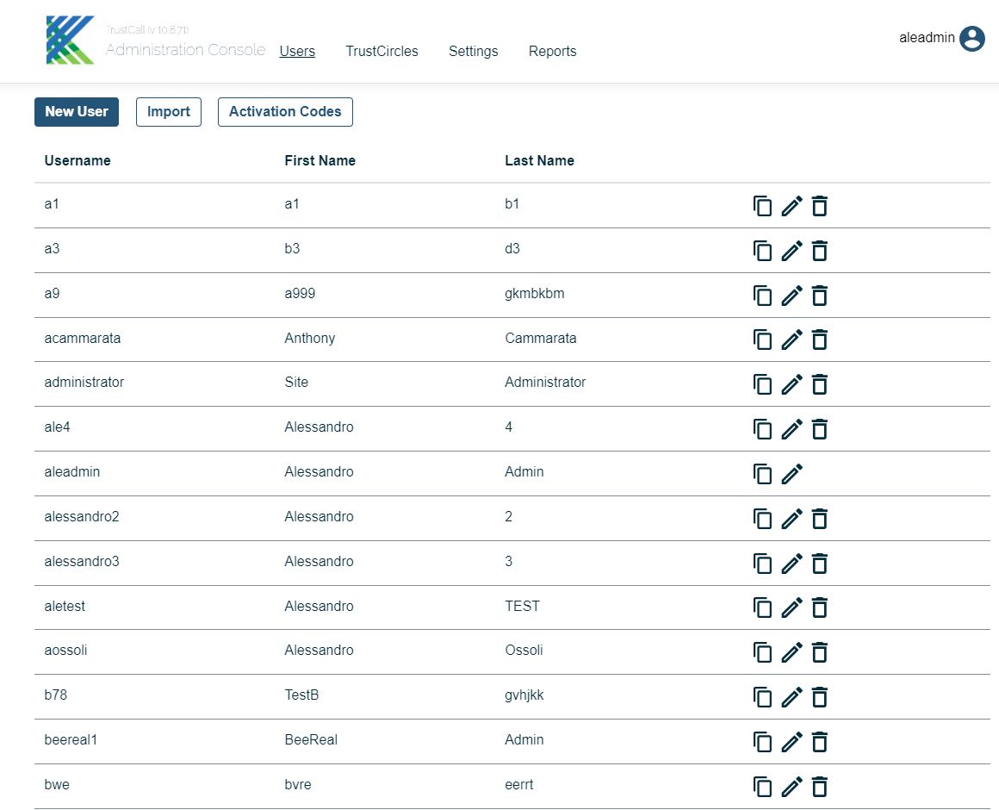 TrustCall (v 10.8.71)
Administration Console
Users TrustCircles Settings Reports
aleadmin
New User Import Activation Codes
Username First Name Last Name
a1 a1 b1
a3 b3 d3
a9 a999 gkmbkbm
acammarata Anthony Cammarata
administrator Site Administrator
ale4 Alessandro 4
aleadmin Alessandro Admin
alessandro2 Alessandro 2
alessandro3 Alessandro 3
aletest Alessandro TEST
aossoli Alessandro Ossoli
b78 TestB gvhjkk
beereal1 BeeReal Admin
bwe bvre eerrt